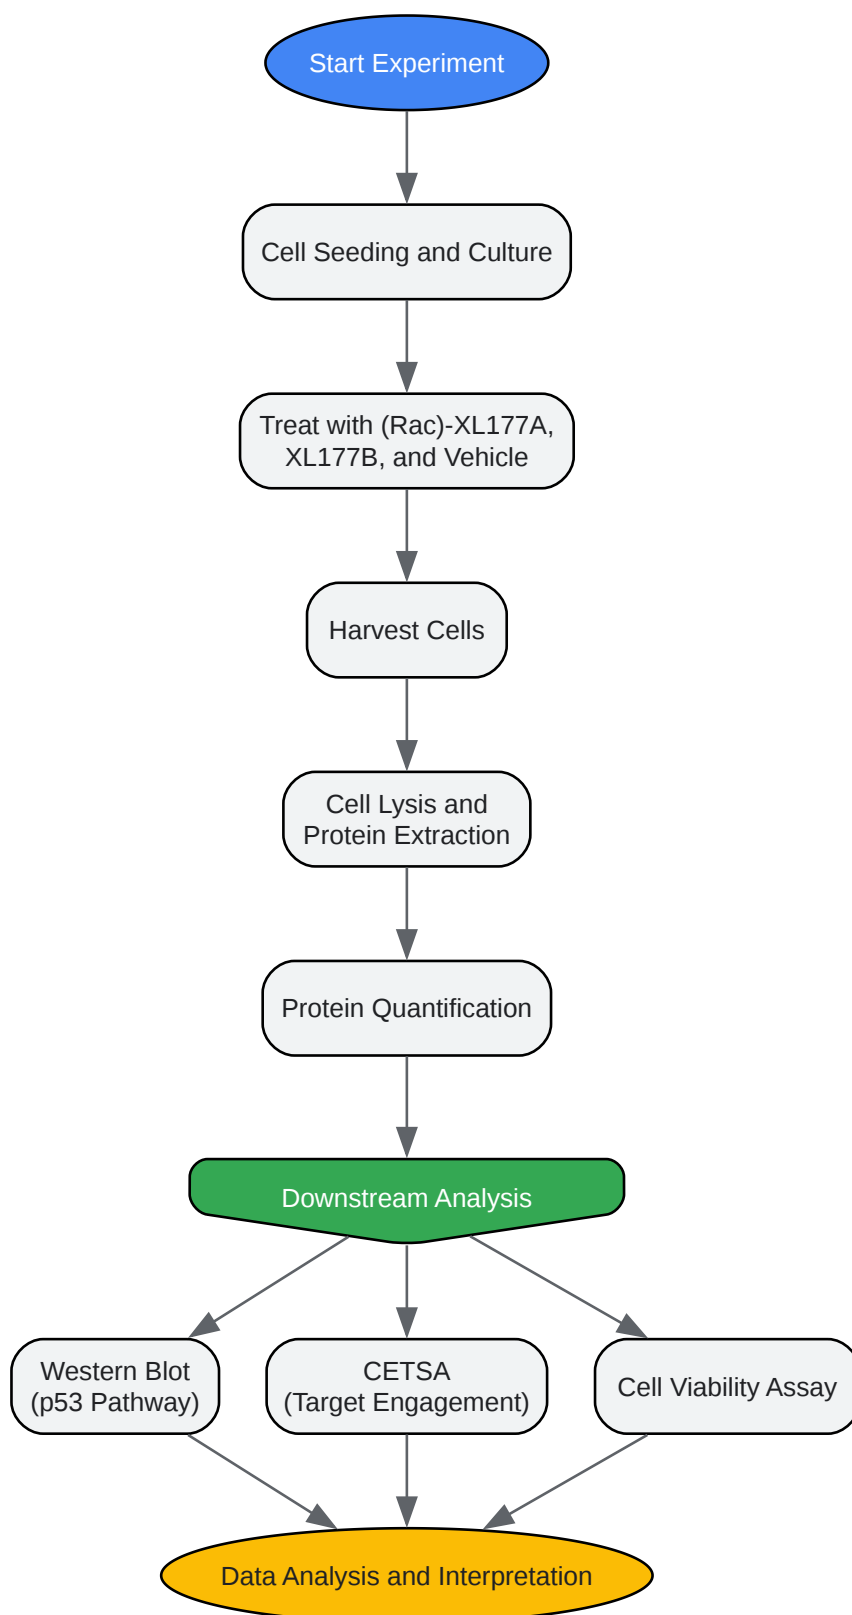 Start Experiment
Cell Seeding and Culture
Treat with (Rac)-XL177A,
XL177B, and Vehicle
Harvest Cells
Cell Lysis and
Protein Extraction
Protein Quantification
Downstream Analysis
Western Blot
(p53 Pathway)
CETSA
(Target Engagement)
Cell Viability Assay
Data Analysis and Interpretation